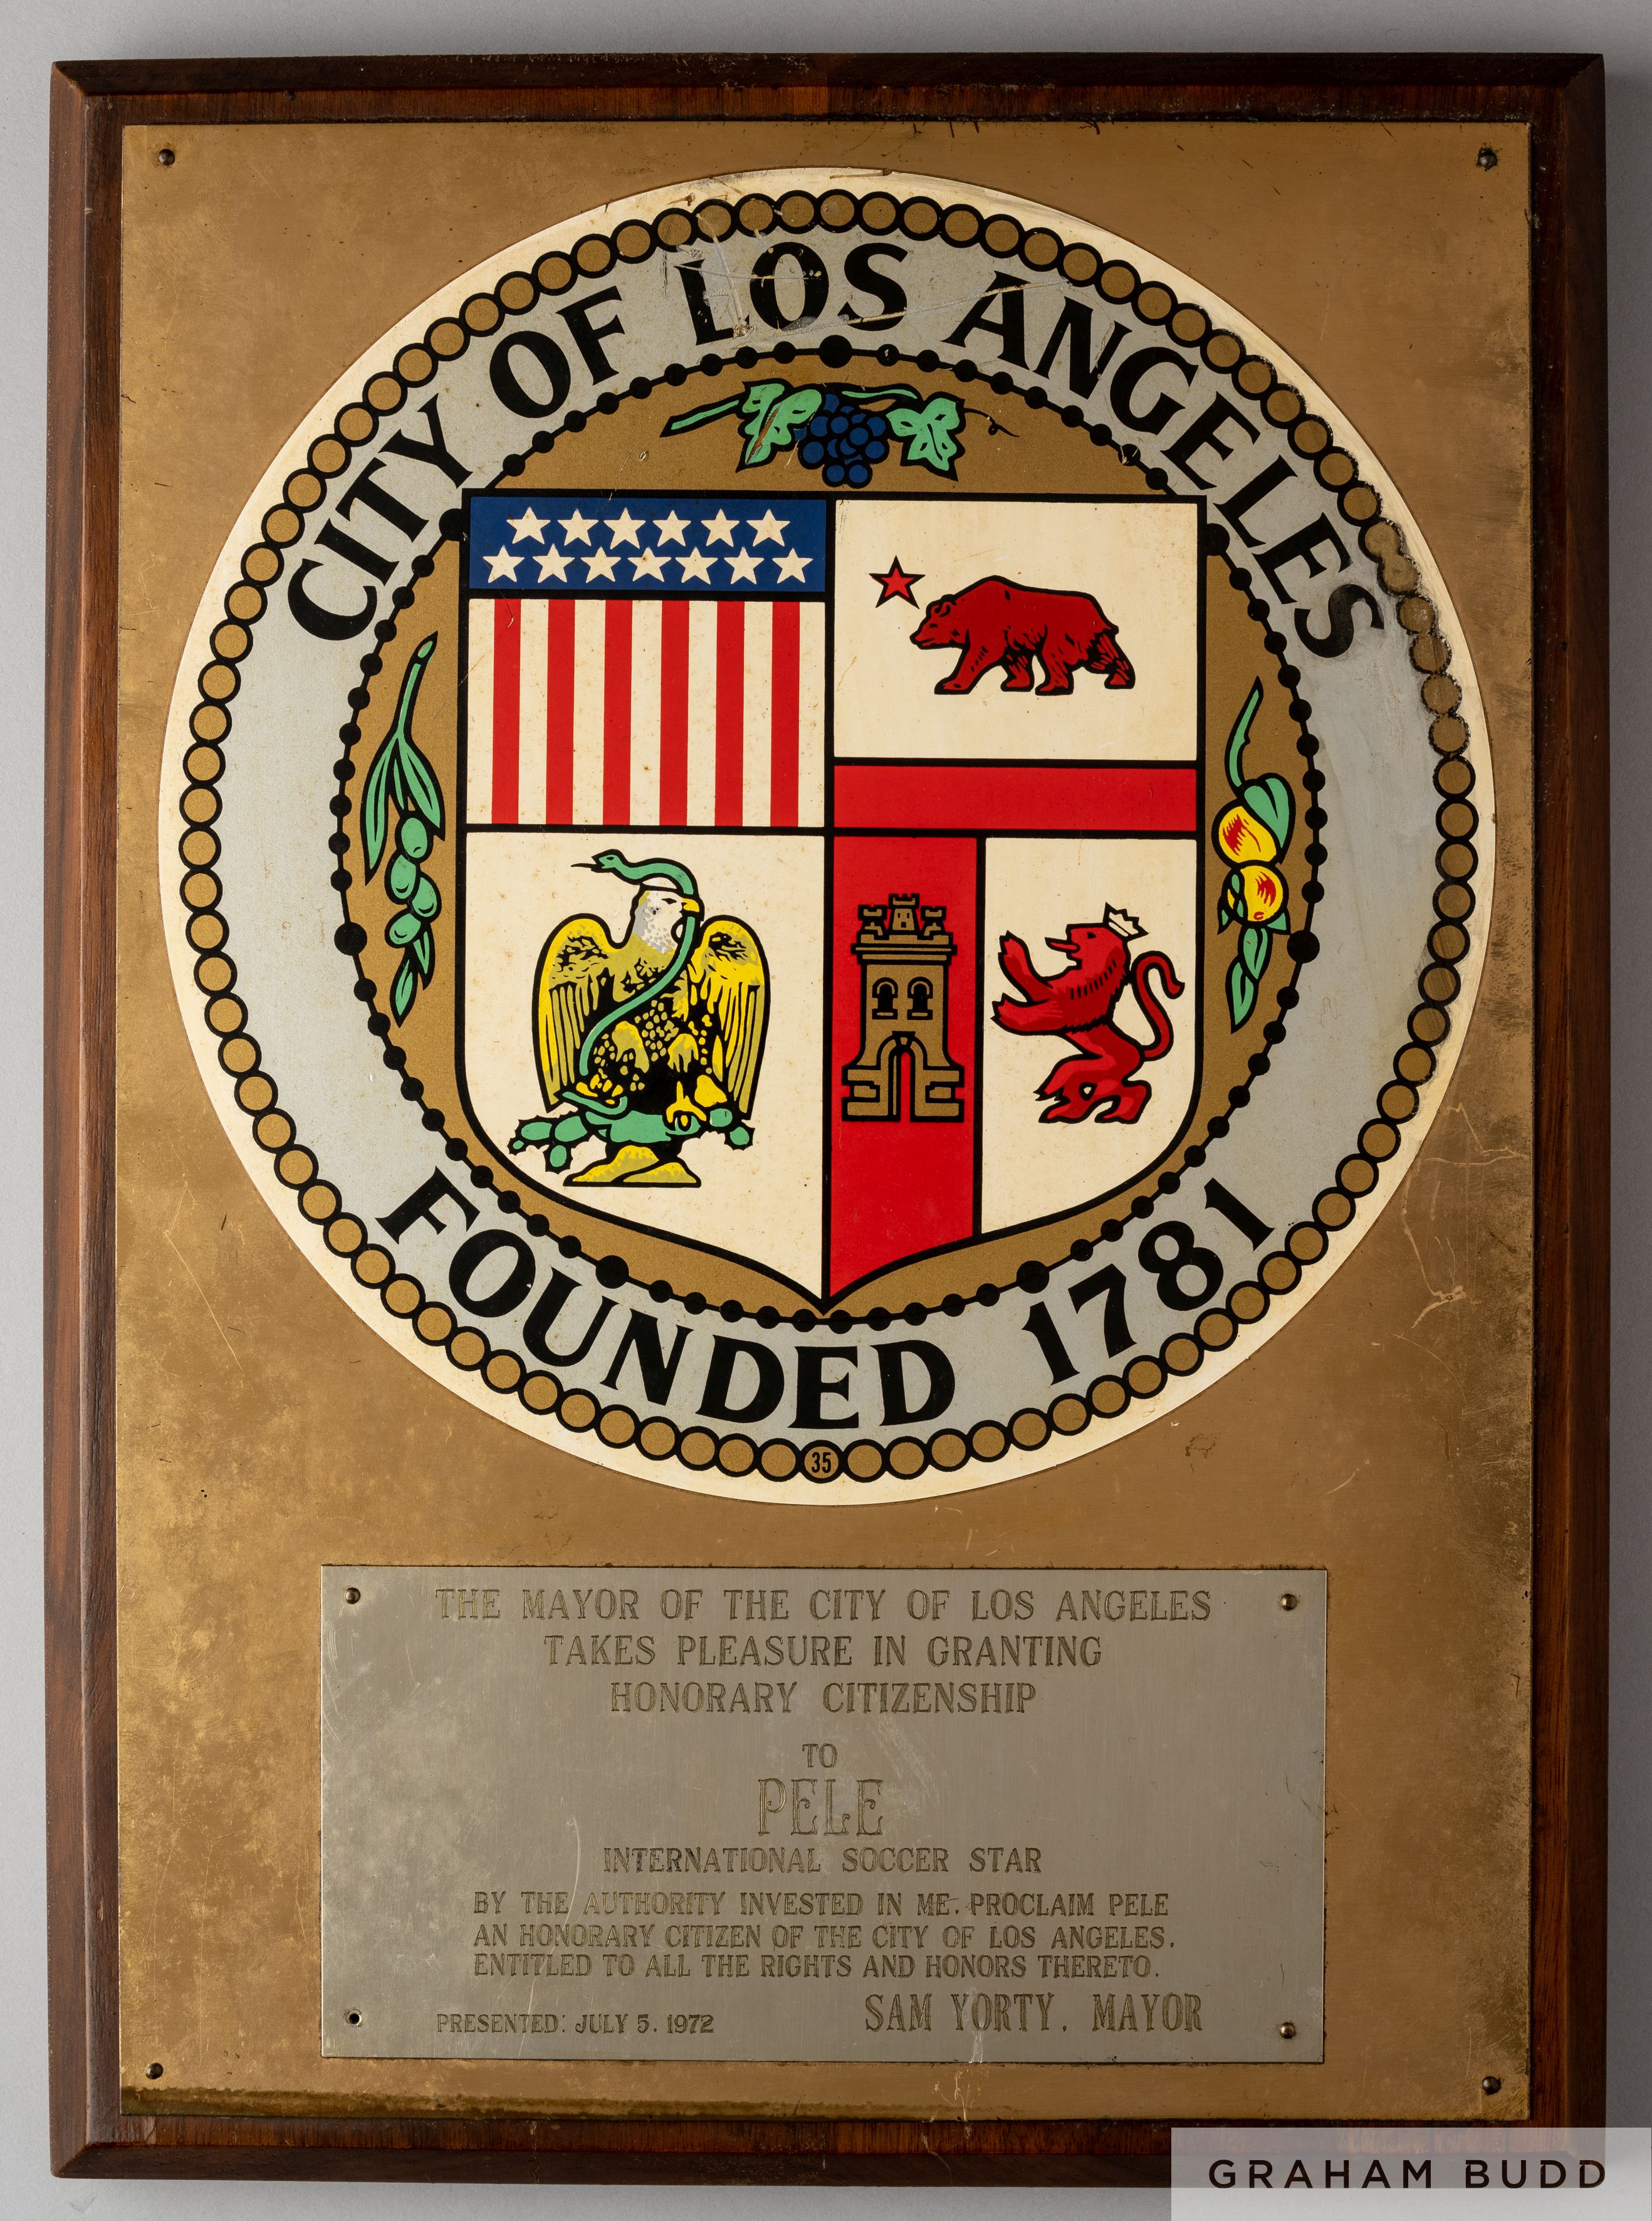 CITY OF LOS ANGELES
FOUNDED 1781
35
THE MAYOR OF THE CITY OF LOS ANGELES
TAKES PLEASURE IN GRANTING
HONORARY CITIZENSHIP
TO
PELE
INTERNATIONAL SOCCER STAR
BY THE AUTHORITY INVESTED IN ME. PROCLAIM PELE
AN HONORARY CITIZEN OF THE CITY OF LOS ANGELES.
ENTITLED TO ALL THE RIGHTS AND HONORS THERETO.
SAM YORTY. MAYOR
PRESENTED: JULY 5. 1972
GRAHAM BUDD